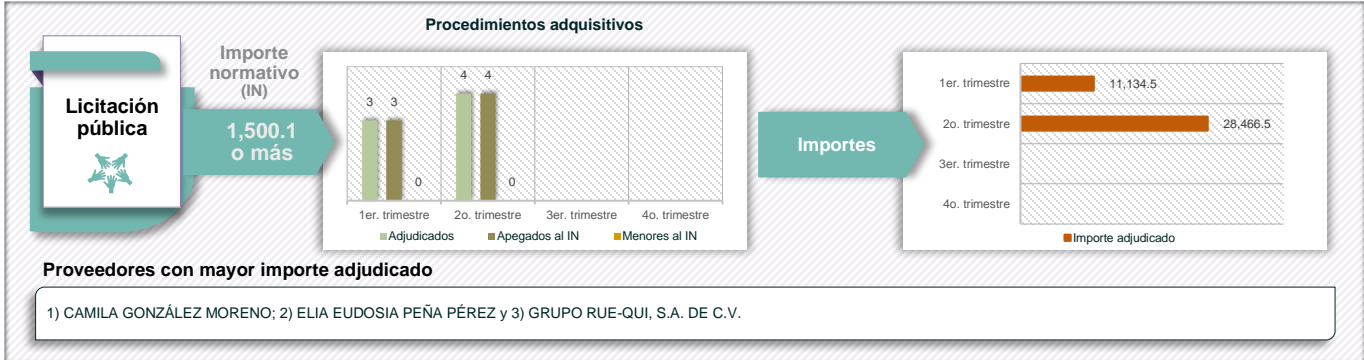 Procedimientos adquisitivos
Licitación
pública
Importe
normativo
(IN)
1,500.1
o más
3 3
0
4 4
0
1er. trimestre 2o. trimestre 3er. trimestre 4o. trimestre
Adjudicados Apegados al IN Menores al IN
Importes
1er. trimestre 11,134.5
2o. trimestre 28,466.5
3er. trimestre
4o. trimestre
Importe adjudicado
Proveedores con mayor importe adjudicado
1) CAMILA GONZÁLEZ MORENO; 2) ELIA EUDOSIA PEÑA PÉREZ y 3) GRUPO RUE-QUI, S.A. DE C.V.